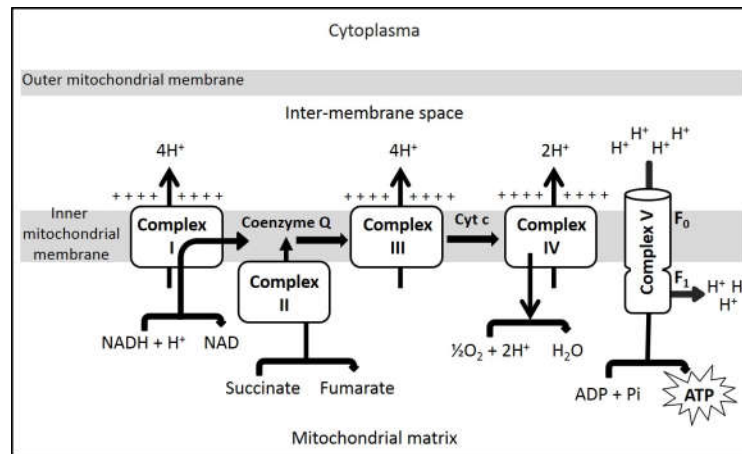 Cytoplasma
Outer mitochondrial membrane
Inter-membrane space
4H⁺
4H⁺
2H⁺
H⁺ H⁺ H⁺ H⁺
+ + + + + + + +
+ + + + + + + +
+ + + + + + + +
Inner
mitochondrial
membrane
Complex
I
Coenzyme Q
Complex
III
Cyt c
Complex
IV
Complex V
F₀
F₁
Complex
II
H⁺ H
H⁺
NADH + H⁺ NAD
½O₂ + 2H⁺ H₂O
Succinate Fumarate
ADP + Pi ATP
Mitochondrial matrix